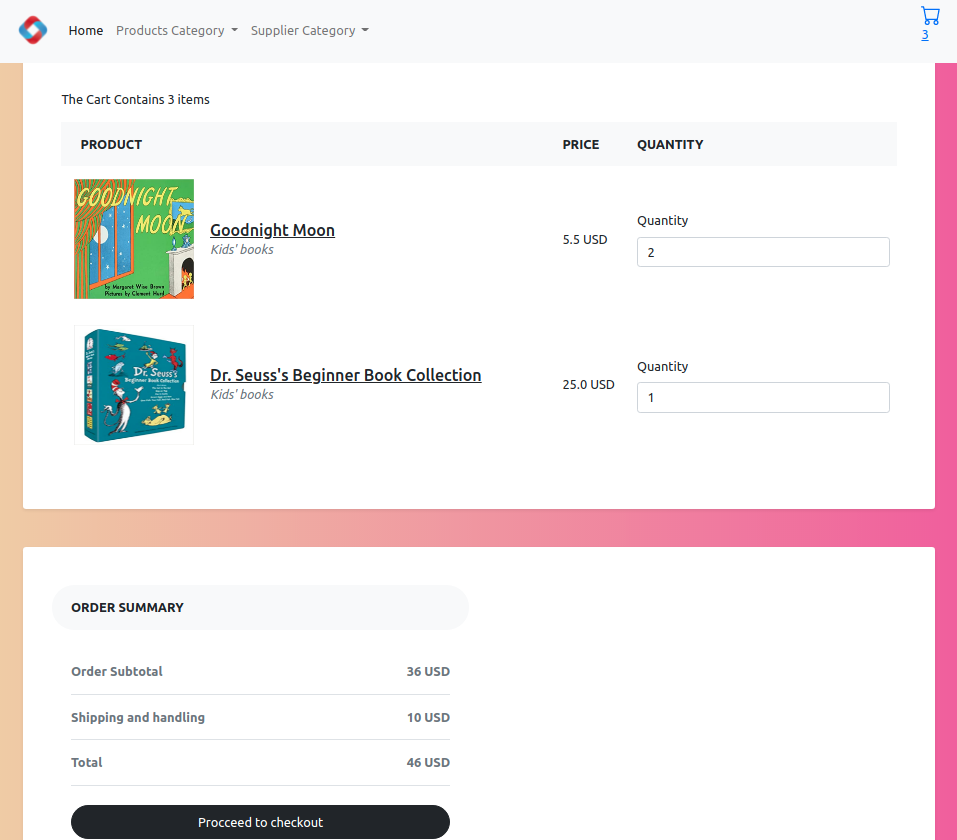 Home Products Category Supplier Category
3
The Cart Contains 3 items
PRODUCT PRICE QUANTITY
GOODNIGHT
MOON
by Margaret Wise Brown
Pictures by Clement Hurd
Goodnight Moon
Kids' books
5.5 USD
Quantity
2
Dr. Seuss's
Beginner Book Collection
Dr. Seuss's Beginner Book Collection
Kids' books
25.0 USD
Quantity
1
ORDER SUMMARY
Order Subtotal 36 USD
Shipping and handling 10 USD
Total 46 USD
Procceed to checkout